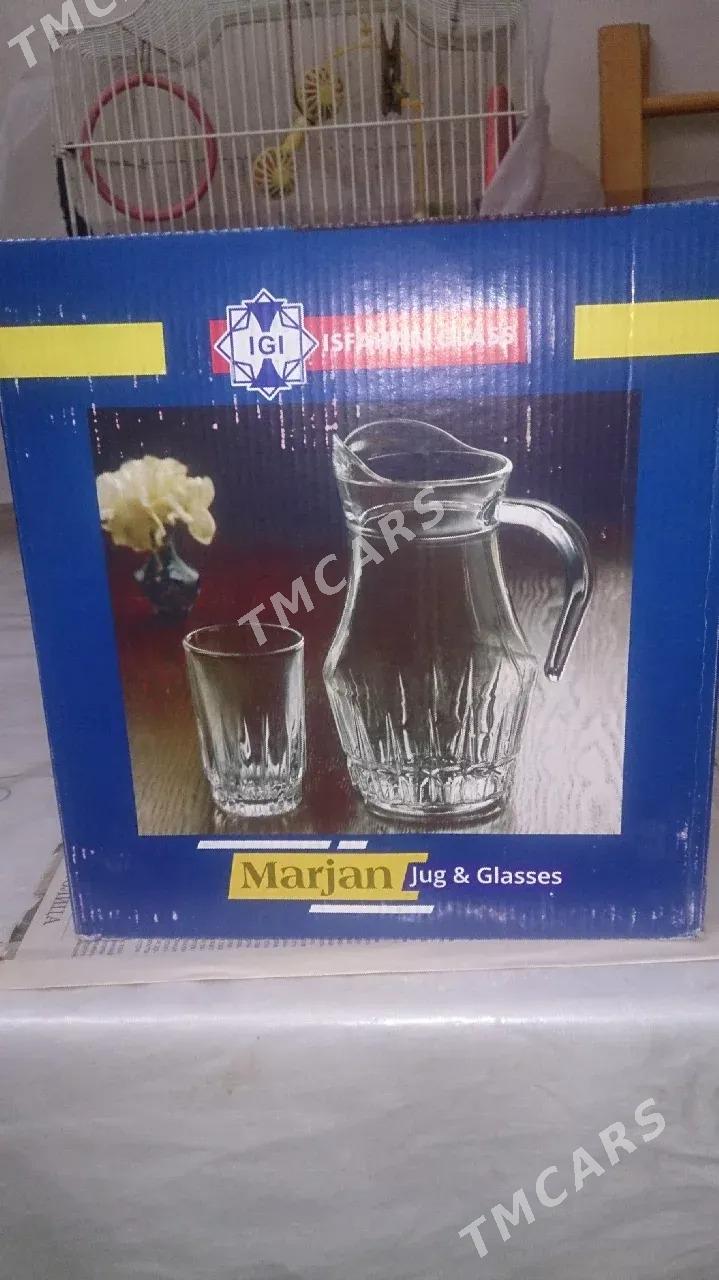 TMCARS
IGI
ISFAHAN GLASS
TMCARS
Marjan Jug & Glasses
TMCARS